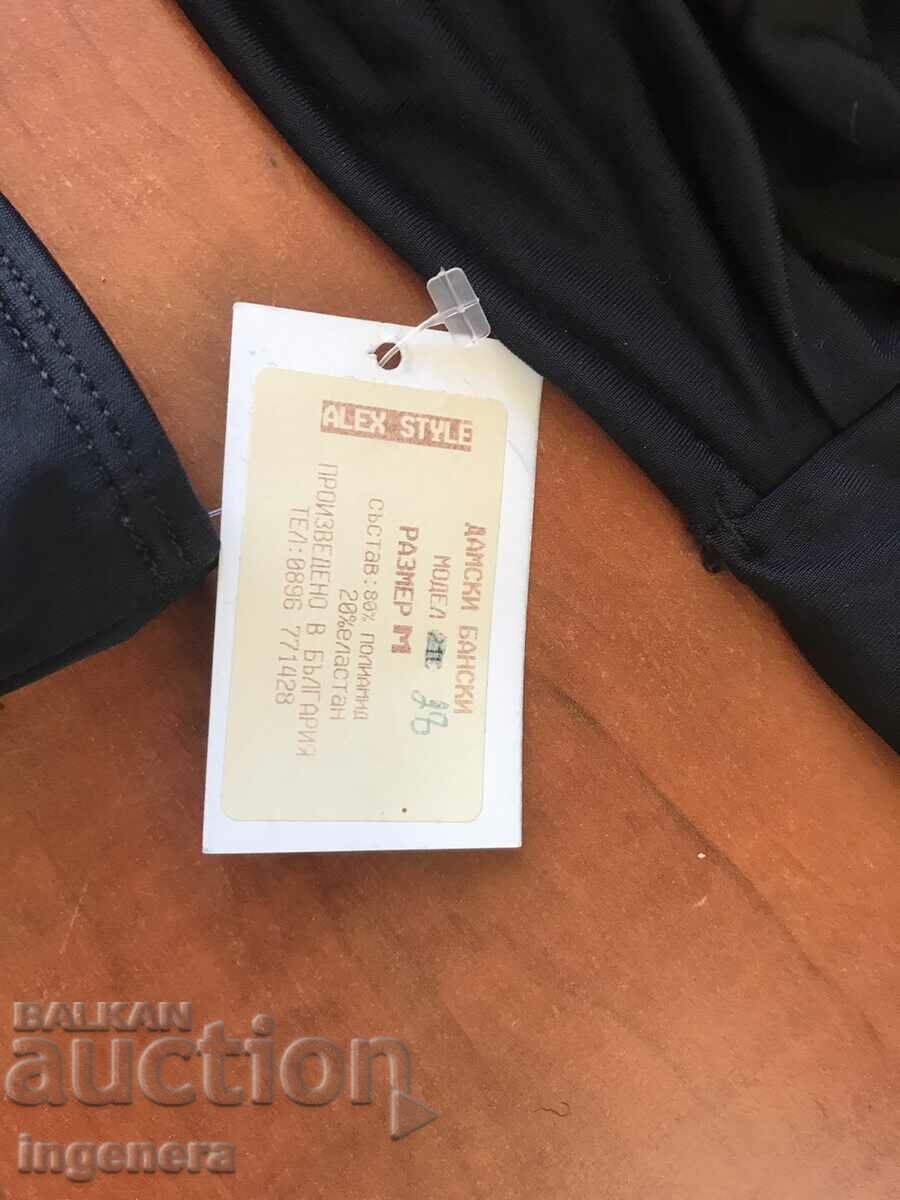 ALEX STYLE
ДАМСКИ БАНСКИ
МОДЕЛ
РАЗМЕР M
Състав: 80% полиамид
20%еластан
ПРОИЗВЕДЕНО В БЪЛГАРИЯ
ТЕЛ:0896 771428
BALKAN
auction
ingenera